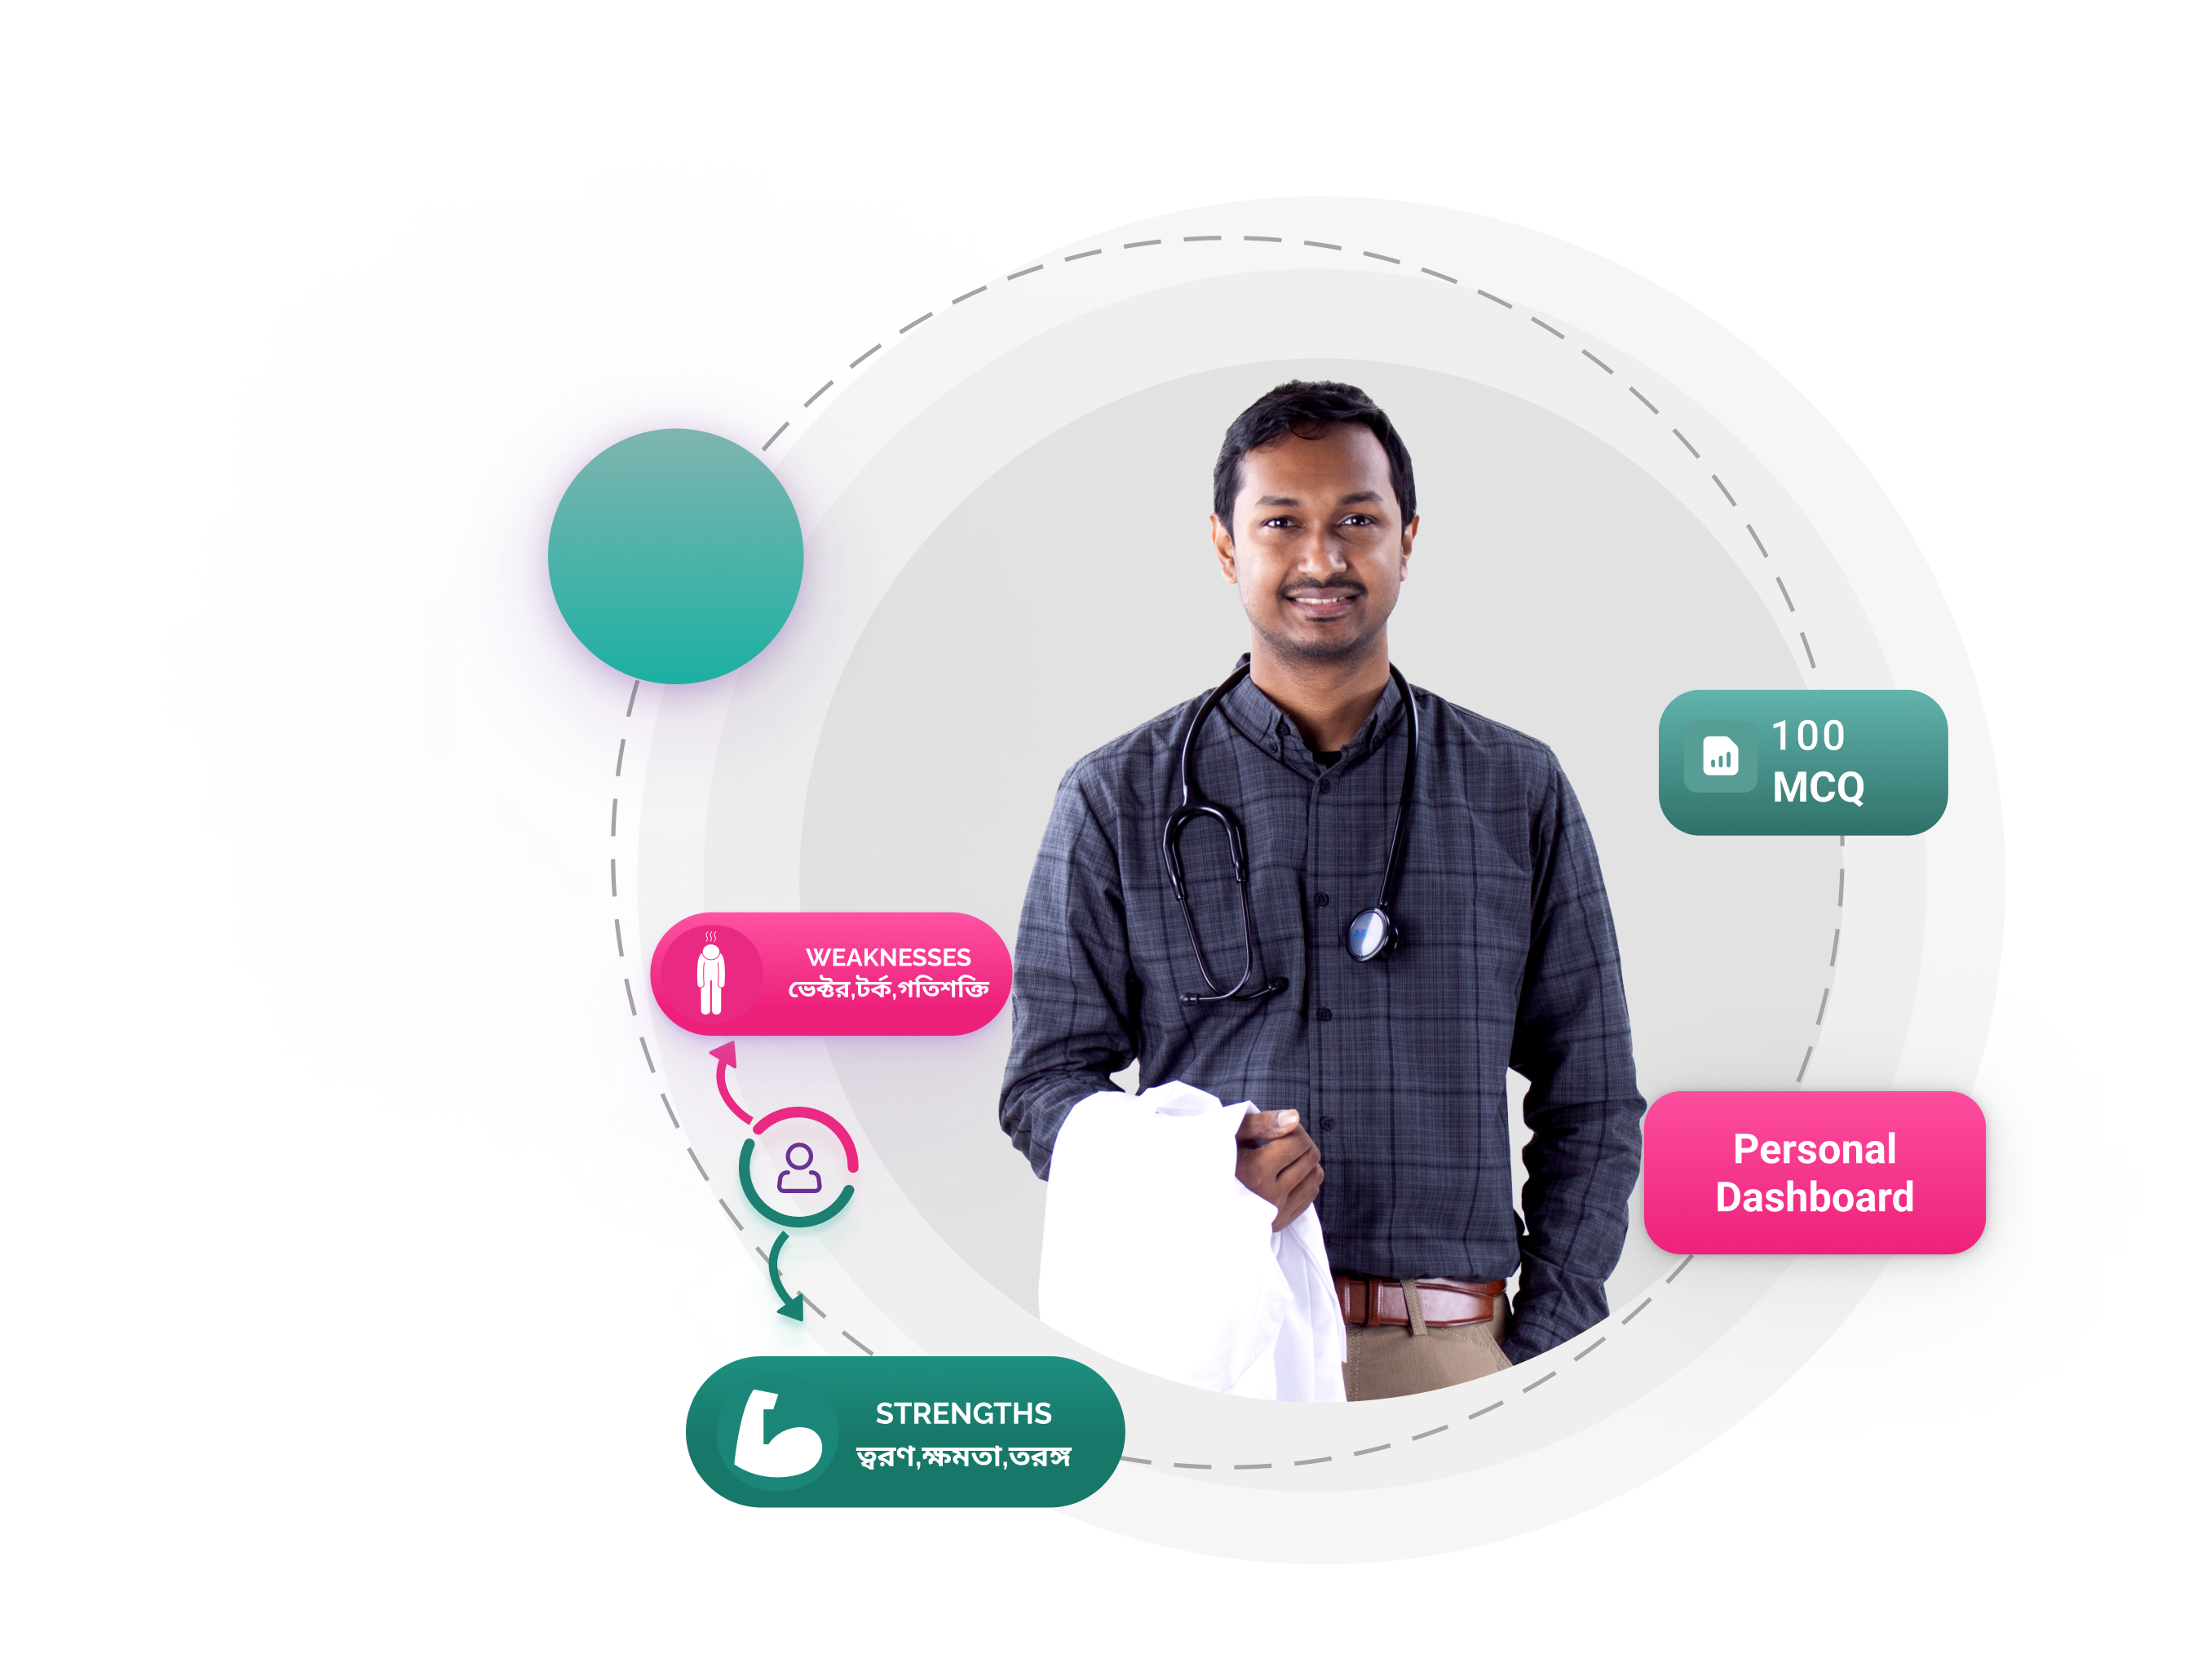 100
MCQ
WEAKNESSES
ভেক্টর,টর্ক,গতিশক্তি
Personal
Dashboard
STRENGTHS
ত্বরণ,ক্ষমতা,তরঙ্গ